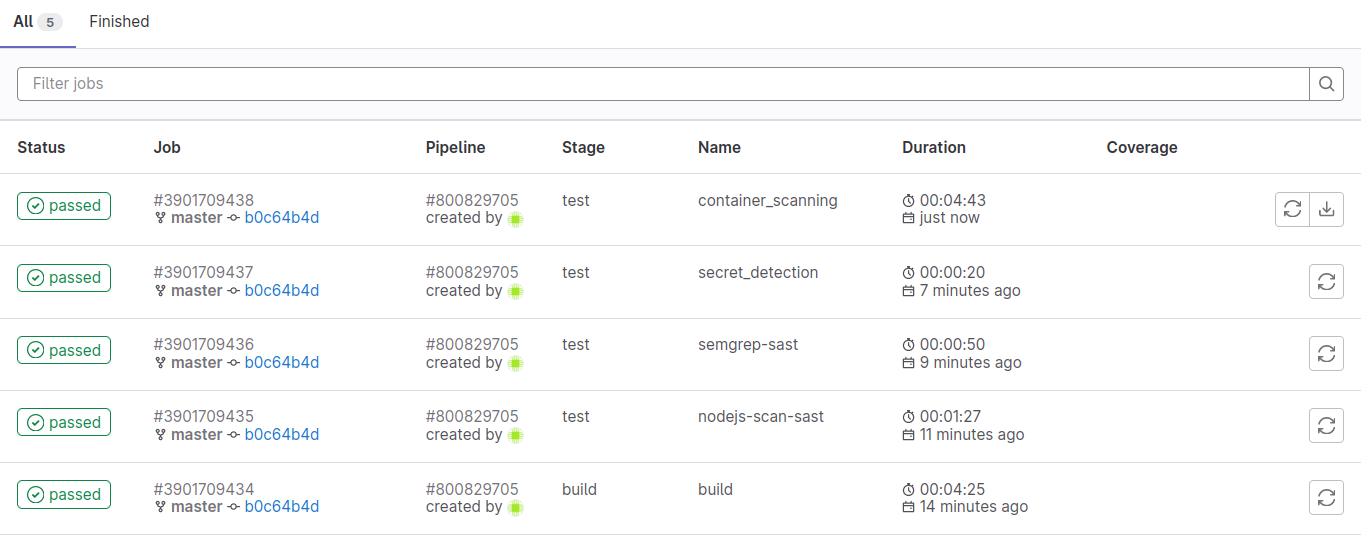 All 5 Finished
Filter jobs
Status Job Pipeline Stage Name Duration Coverage
passed #3901709438 #800829705 test container_scanning 00:04:43
master b0c64b4d created by just now
passed #3901709437 #800829705 test secret_detection 00:00:20
master b0c64b4d created by 7 minutes ago
passed #3901709436 #800829705 test semgrep-sast 00:00:50
master b0c64b4d created by 9 minutes ago
passed #3901709435 #800829705 test nodejs-scan-sast 00:01:27
master b0c64b4d created by 11 minutes ago
passed #3901709434 #800829705 build build 00:04:25
master b0c64b4d created by 14 minutes ago